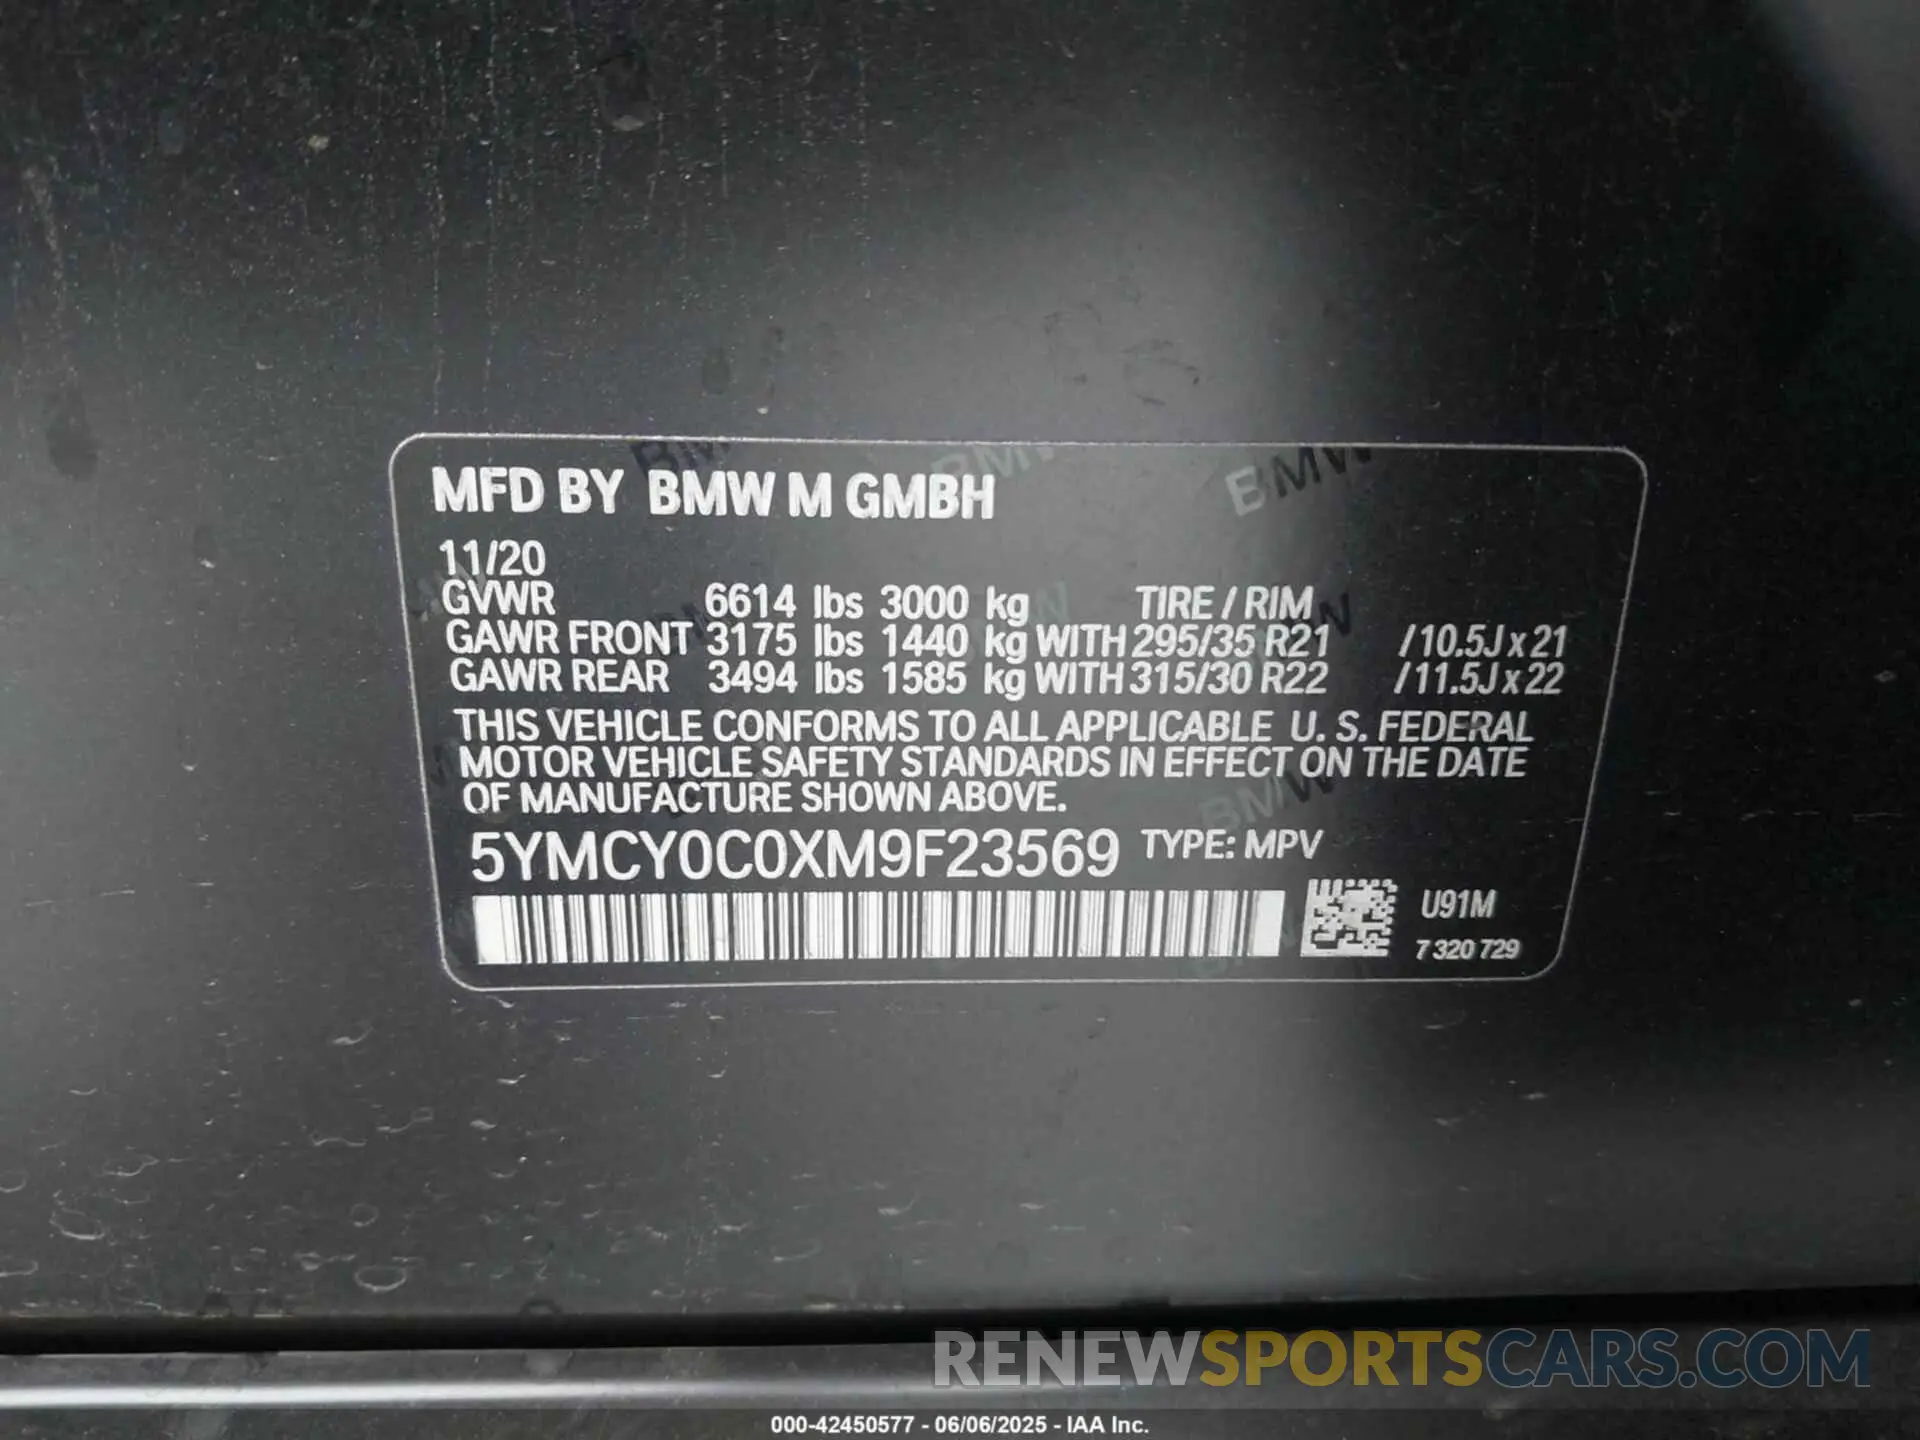 MFD BY BMW M GMBH
11/20
GVWR 6614 lbs 3000 kg TIRE / RIM
GAWR FRONT 3175 lbs 1440 kg WITH 295/35 R21 /10.5J x 21
GAWR REAR 3494 lbs 1585 kg WITH 315/30 R22 /11.5J x 22
THIS VEHICLE CONFORMS TO ALL APPLICABLE U. S. FEDERAL
MOTOR VEHICLE SAFETY STANDARDS IN EFFECT ON THE DATE
OF MANUFACTURE SHOWN ABOVE.
5YMCY0C0XM9F23569 TYPE: MPV
U91M
7 320 729
RENEWSPORTSCARS.COM
000-42450577 - 06/06/2025 - IAA Inc.